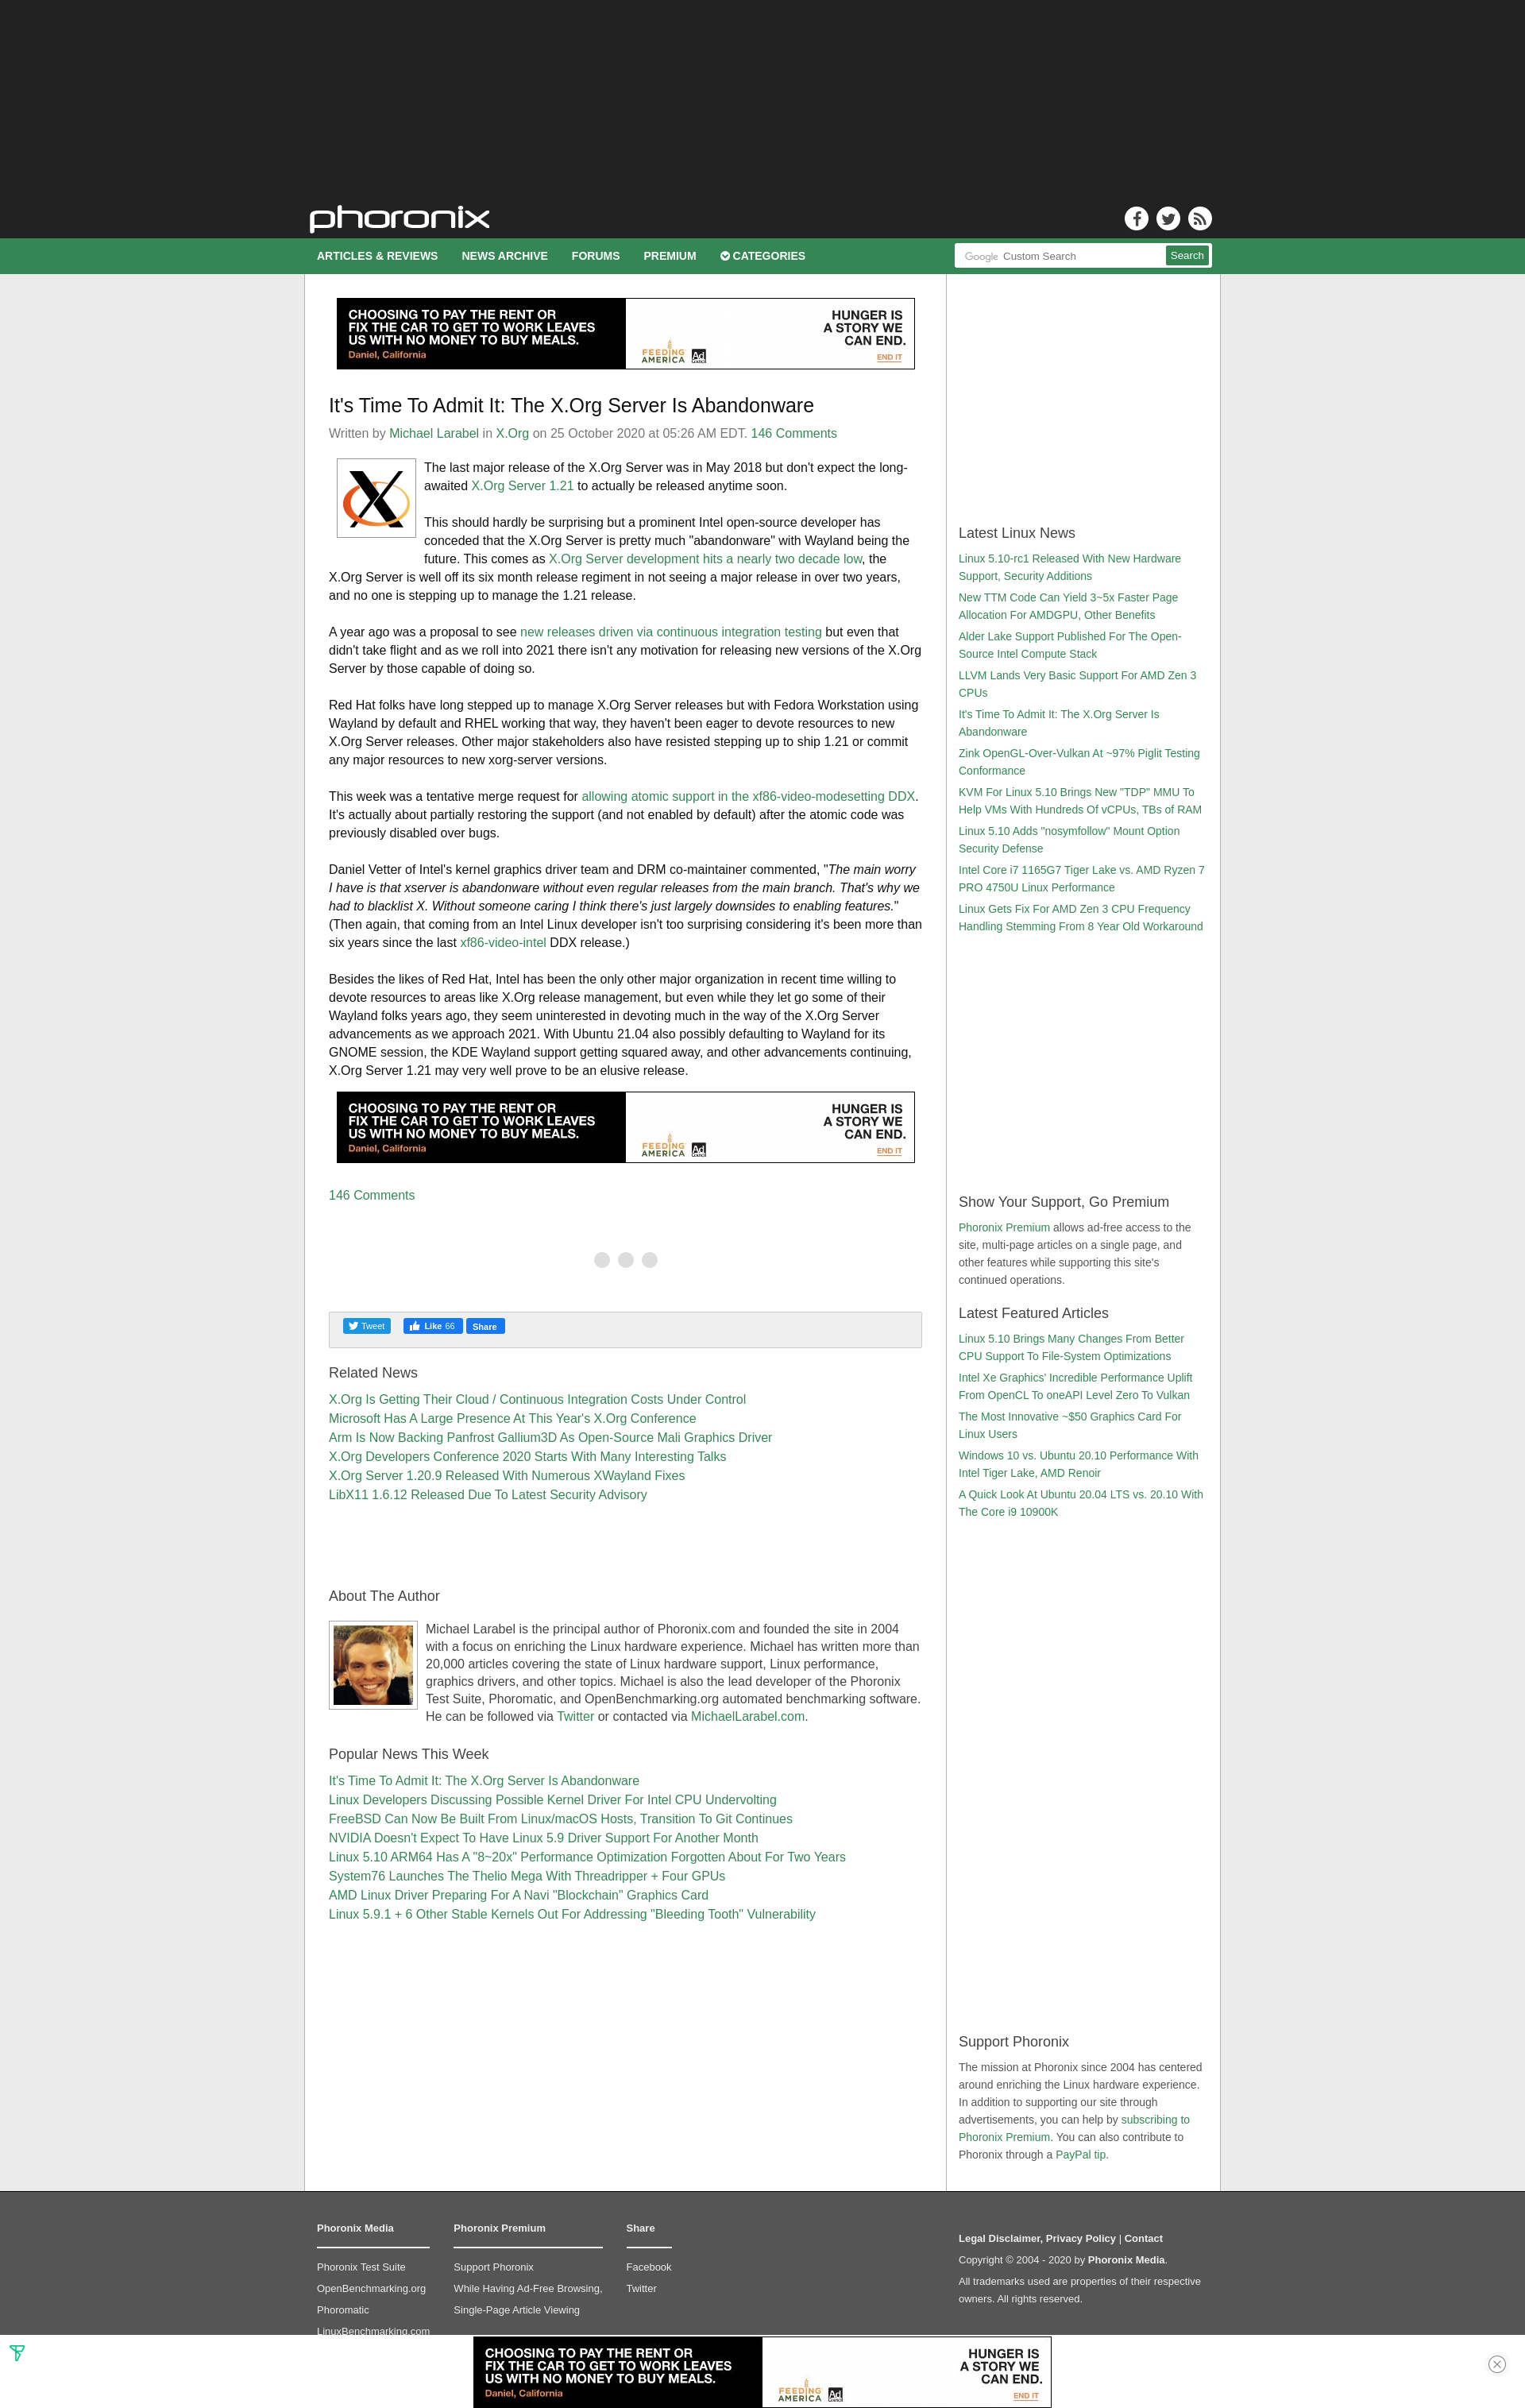 phoronix
ARTICLES & REVIEWS NEWS ARCHIVE FORUMS PREMIUM CATEGORIES
Google Custom Search Search
CHOOSING TO PAY THE RENT OR
FIX THE CAR TO GET TO WORK LEAVES
US WITH NO MONEY TO BUY MEALS.
Daniel, California
FEEDING
AMERICA
Ad
HUNGER IS
A STORY WE
CAN END.
END IT
It's Time To Admit It: The X.Org Server Is Abandonware
Written by Michael Larabel in X.Org on 25 October 2020 at 05:26 AM EDT. 146 Comments
The last major release of the X.Org Server was in May 2018 but don't expect the long-
awaited X.Org Server 1.21 to actually be released anytime soon.
This should hardly be surprising but a prominent Intel open-source developer has
conceded that the X.Org Server is pretty much "abandonware" with Wayland being the
future. This comes as X.Org Server development hits a nearly two decade low, the
X.Org Server is well off its six month release regiment in not seeing a major release in over two years,
and no one is stepping up to manage the 1.21 release.
A year ago was a proposal to see new releases driven via continuous integration testing but even that
didn't take flight and as we roll into 2021 there isn't any motivation for releasing new versions of the X.Org
Server by those capable of doing so.
Red Hat folks have long stepped up to manage X.Org Server releases but with Fedora Workstation using
Wayland by default and RHEL working that way, they haven't been eager to devote resources to new
X.Org Server releases. Other major stakeholders also have resisted stepping up to ship 1.21 or commit
any major resources to new xorg-server versions.
This week was a tentative merge request for allowing atomic support in the xf86-video-modesetting DDX.
It's actually about partially restoring the support (and not enabled by default) after the atomic code was
previously disabled over bugs.
Daniel Vetter of Intel's kernel graphics driver team and DRM co-maintainer commented, "The main worry
I have is that xserver is abandonware without even regular releases from the main branch. That's why we
had to blacklist X. Without someone caring I think there's just largely downsides to enabling features."
(Then again, that coming from an Intel Linux developer isn't too surprising considering it's been more than
six years since the last xf86-video-intel DDX release.)
Besides the likes of Red Hat, Intel has been the only other major organization in recent time willing to
devote resources to areas like X.Org release management, but even while they let go some of their
Wayland folks years ago, they seem uninterested in devoting much in the way of the X.Org Server
advancements as we approach 2021. With Ubuntu 21.04 also possibly defaulting to Wayland for its
GNOME session, the KDE Wayland support getting squared away, and other advancements continuing,
X.Org Server 1.21 may very well prove to be an elusive release.
CHOOSING TO PAY THE RENT OR
FIX THE CAR TO GET TO WORK LEAVES
US WITH NO MONEY TO BUY MEALS.
Daniel, California
FEEDING
AMERICA
Ad
HUNGER IS
A STORY WE
CAN END.
END IT
146 Comments
Tweet Like 66 Share
Related News
X.Org Is Getting Their Cloud / Continuous Integration Costs Under Control
Microsoft Has A Large Presence At This Year's X.Org Conference
Arm Is Now Backing Panfrost Gallium3D As Open-Source Mali Graphics Driver
X.Org Developers Conference 2020 Starts With Many Interesting Talks
X.Org Server 1.20.9 Released With Numerous XWayland Fixes
LibX11 1.6.12 Released Due To Latest Security Advisory
About The Author
Michael Larabel is the principal author of Phoronix.com and founded the site in 2004
with a focus on enriching the Linux hardware experience. Michael has written more than
20,000 articles covering the state of Linux hardware support, Linux performance,
graphics drivers, and other topics. Michael is also the lead developer of the Phoronix
Test Suite, Phoromatic, and OpenBenchmarking.org automated benchmarking software.
He can be followed via Twitter or contacted via MichaelLarabel.com.
Popular News This Week
It's Time To Admit It: The X.Org Server Is Abandonware
Linux Developers Discussing Possible Kernel Driver For Intel CPU Undervolting
FreeBSD Can Now Be Built From Linux/macOS Hosts, Transition To Git Continues
NVIDIA Doesn't Expect To Have Linux 5.9 Driver Support For Another Month
Linux 5.10 ARM64 Has A "8~20x" Performance Optimization Forgotten About For Two Years
System76 Launches The Thelio Mega With Threadripper + Four GPUs
AMD Linux Driver Preparing For A Navi "Blockchain" Graphics Card
Linux 5.9.1 + 6 Other Stable Kernels Out For Addressing "Bleeding Tooth" Vulnerability
Latest Linux News
Linux 5.10-rc1 Released With New Hardware
Support, Security Additions
New TTM Code Can Yield 3~5x Faster Page
Allocation For AMDGPU, Other Benefits
Alder Lake Support Published For The Open-
Source Intel Compute Stack
LLVM Lands Very Basic Support For AMD Zen 3
CPUs
It's Time To Admit It: The X.Org Server Is
Abandonware
Zink OpenGL-Over-Vulkan At ~97% Piglit Testing
Conformance
KVM For Linux 5.10 Brings New "TDP" MMU To
Help VMs With Hundreds Of vCPUs, TBs of RAM
Linux 5.10 Adds "nosymfollow" Mount Option
Security Defense
Intel Core i7 1165G7 Tiger Lake vs. AMD Ryzen 7
PRO 4750U Linux Performance
Linux Gets Fix For AMD Zen 3 CPU Frequency
Handling Stemming From 8 Year Old Workaround
Show Your Support, Go Premium
Phoronix Premium allows ad-free access to the
site, multi-page articles on a single page, and
other features while supporting this site's
continued operations.
Latest Featured Articles
Linux 5.10 Brings Many Changes From Better
CPU Support To File-System Optimizations
Intel Xe Graphics' Incredible Performance Uplift
From OpenCL To oneAPI Level Zero To Vulkan
The Most Innovative ~$50 Graphics Card For
Linux Users
Windows 10 vs. Ubuntu 20.10 Performance With
Intel Tiger Lake, AMD Renoir
A Quick Look At Ubuntu 20.04 LTS vs. 20.10 With
The Core i9 10900K
Support Phoronix
The mission at Phoronix since 2004 has centered
around enriching the Linux hardware experience.
In addition to supporting our site through
advertisements, you can help by subscribing to
Phoronix Premium. You can also contribute to
Phoronix through a PayPal tip.
Phoronix Media
Phoronix Test Suite
OpenBenchmarking.org
Phoromatic
LinuxBenchmarking.com
Phoronix Premium
Support Phoronix
While Having Ad-Free Browsing,
Single-Page Article Viewing
Share
Facebook
Twitter
Legal Disclaimer, Privacy Policy | Contact
Copyright © 2004 - 2020 by Phoronix Media.
All trademarks used are properties of their respective
owners. All rights reserved.
CHOOSING TO PAY THE RENT OR
FIX THE CAR TO GET TO WORK LEAVES
US WITH NO MONEY TO BUY MEALS.
Daniel, California
FEEDING
AMERICA
Ad
HUNGER IS
A STORY WE
CAN END.
END IT